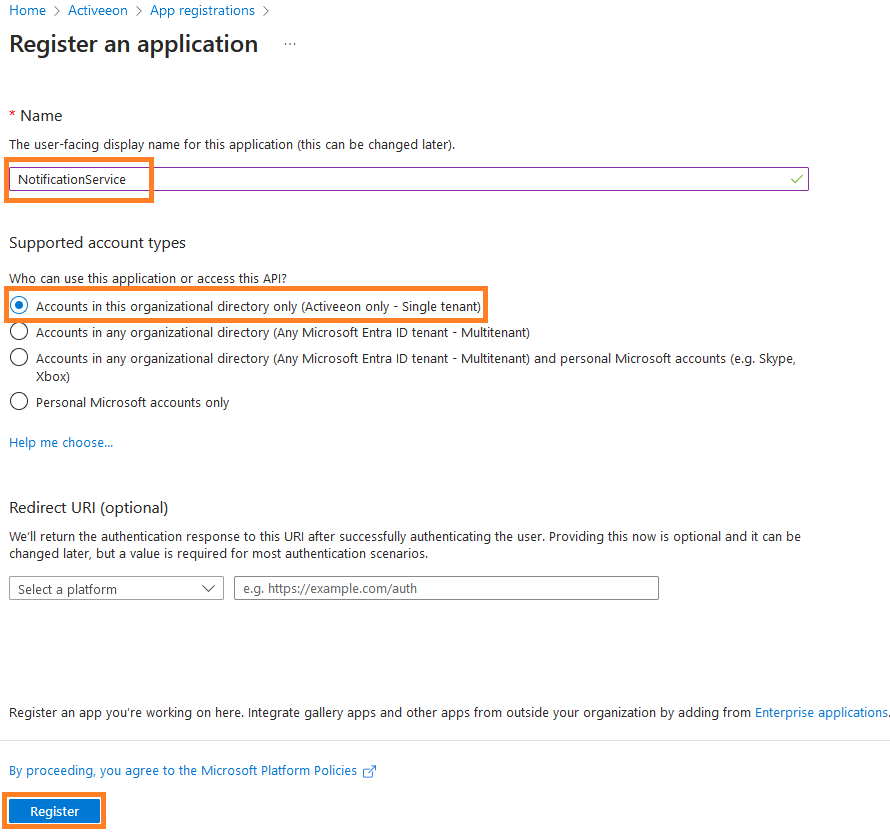 Home > Activeeon > App registrations >
Register an application ...
* Name
The user-facing display name for this application (this can be changed later).
NotificationService
Supported account types
Who can use this application or access this API?
Accounts in this organizational directory only (Activeeon only - Single tenant)
Accounts in any organizational directory (Any Microsoft Entra ID tenant - Multitenant)
Accounts in any organizational directory (Any Microsoft Entra ID tenant - Multitenant) and personal Microsoft accounts (e.g. Skype,
Xbox)
Personal Microsoft accounts only
Help me choose...
Redirect URI (optional)
We'll return the authentication response to this URI after successfully authenticating the user. Providing this now is optional and it can be
changed later, but a value is required for most authentication scenarios.
Select a platform
e.g. https://example.com/auth
Register an app you're working on here. Integrate gallery apps and other apps from outside your organization by adding from Enterprise applications.
By proceeding, you agree to the Microsoft Platform Policies
Register